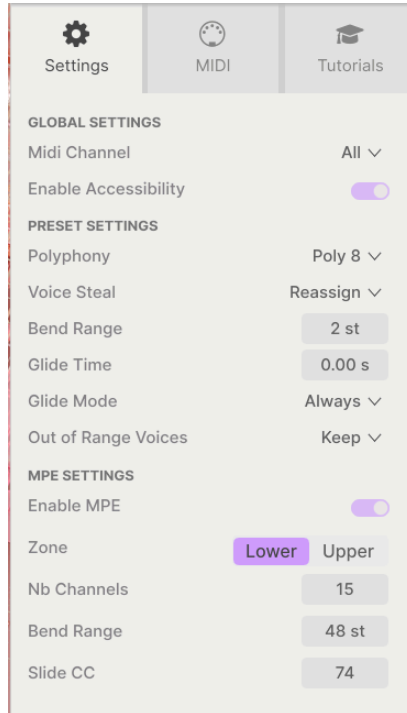 Settings MIDI Tutorials
GLOBAL SETTINGS
Midi Channel All
Enable Accessibility
PRESET SETTINGS
Polyphony Poly 8
Voice Steal Reassign
Bend Range 2 st
Glide Time 0.00 s
Glide Mode Always
Out of Range Voices Keep
MPE SETTINGS
Enable MPE
Zone Lower Upper
Nb Channels 15
Bend Range 48 st
Slide CC 74